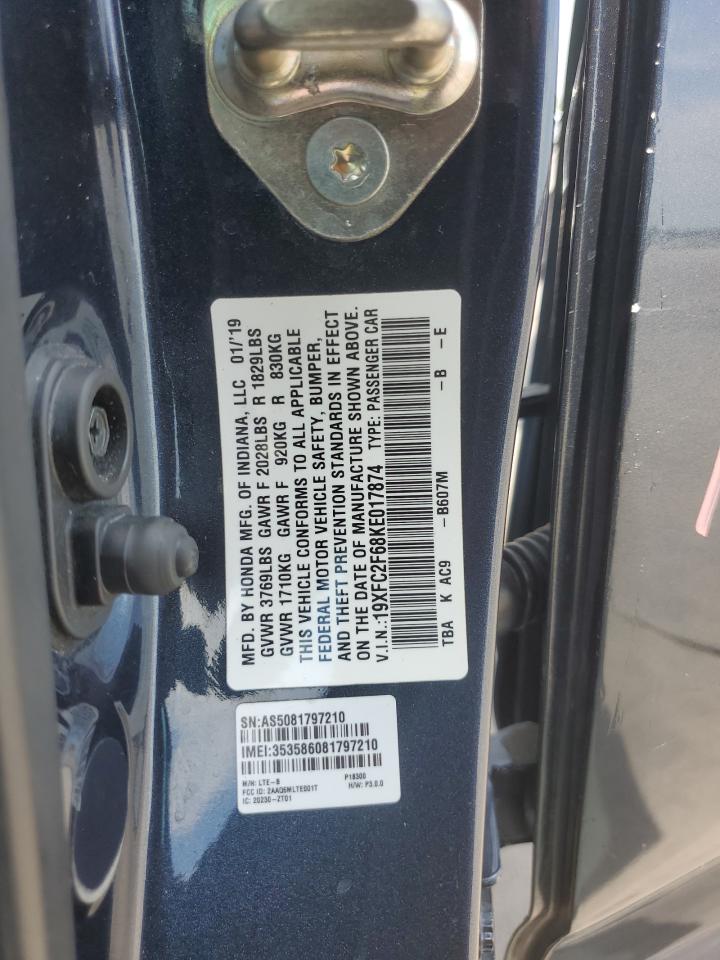 MFD. BY HONDA MFG. OF INDIANA, LLC 01/'19
GVWR 3769LBS GAWR F 2028LBS R 1829LBS
GVWR 1710KG GAWR F 920KG R 830KG
THIS VEHICLE CONFORMS TO ALL APPLICABLE
FEDERAL MOTOR VEHICLE SAFETY, BUMPER,
AND THEFT PREVENTION STANDARDS IN EFFECT
ON THE DATE OF MANUFACTURE SHOWN ABOVE.
V.I.N.:19XFC2F68KE017874 TYPE: PASSENGER CAR
TBA K AC9 -B607M -B -E
SN:AS5081797210
IMEI:353586081797210
M/N: LTE-B P18300
FCC ID: 2AAQ5MLTE001T H/W: P3.0.0
IC: 20230-ZT01